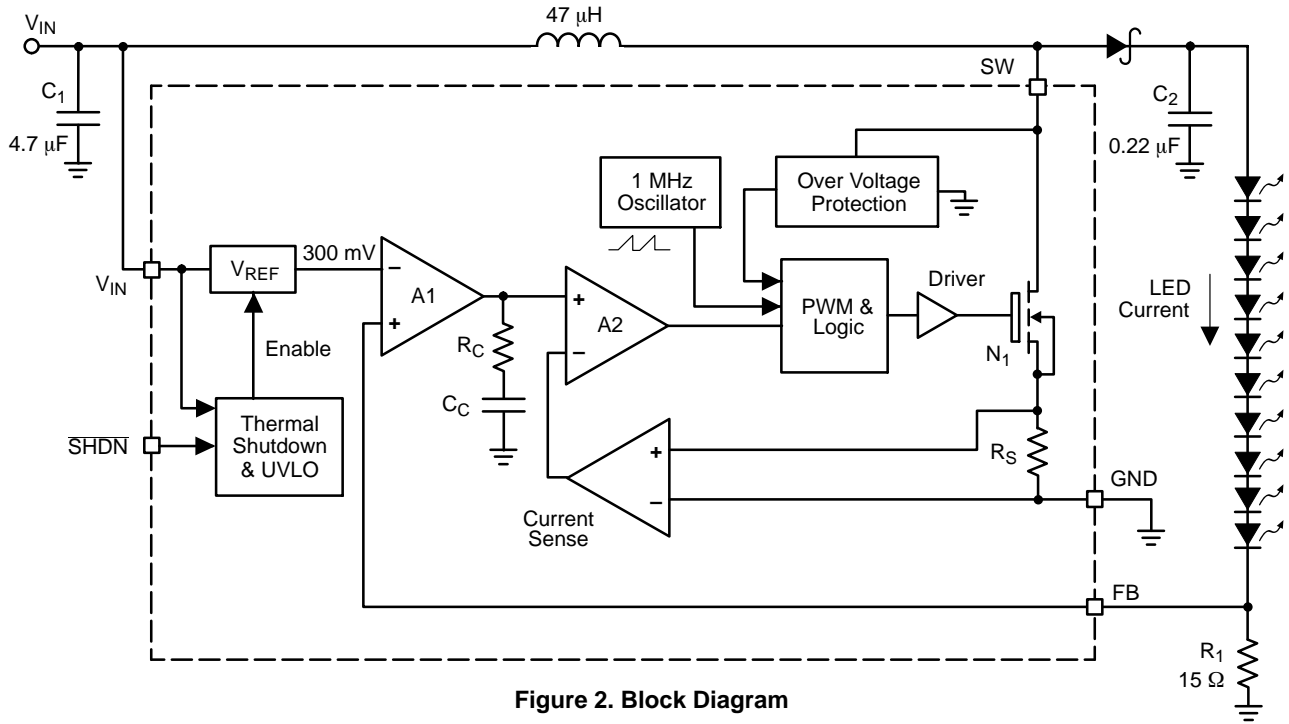 V_IN
47 μH
SW
C_1
4.7 μF
C_2
0.22 μF
1 MHz
Oscillator
Over Voltage
Protection
V_IN
V_REF
300 mV
−
A1
+
+
A2
−
PWM &
Logic
Driver
N_1
LED
Current
Enable
R_C
C_C
SHDN
Thermal
Shutdown
& UVLO
+
−
Current
Sense
R_S
GND
FB
R_1
15 Ω
Figure 2. Block Diagram